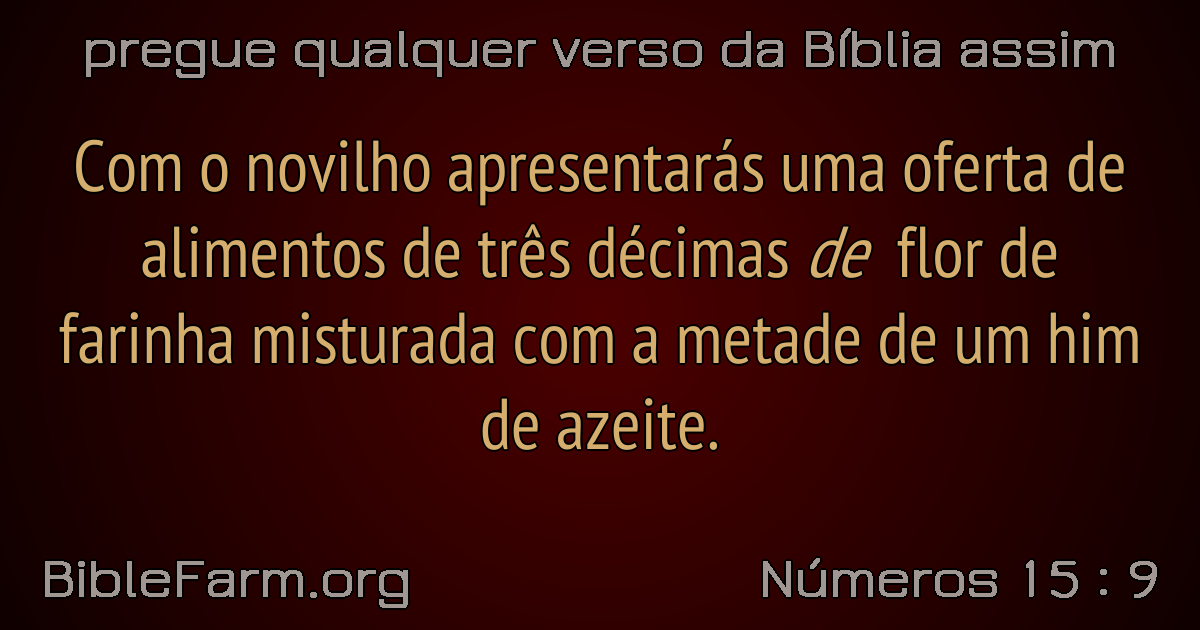 pregue qualquer verso da Bíblia assim
Com o novilho apresentarás uma oferta de
alimentos de três décimas de flor de
farinha misturada com a metade de um him
de azeite.
BibleFarm.org
Números 15 : 9